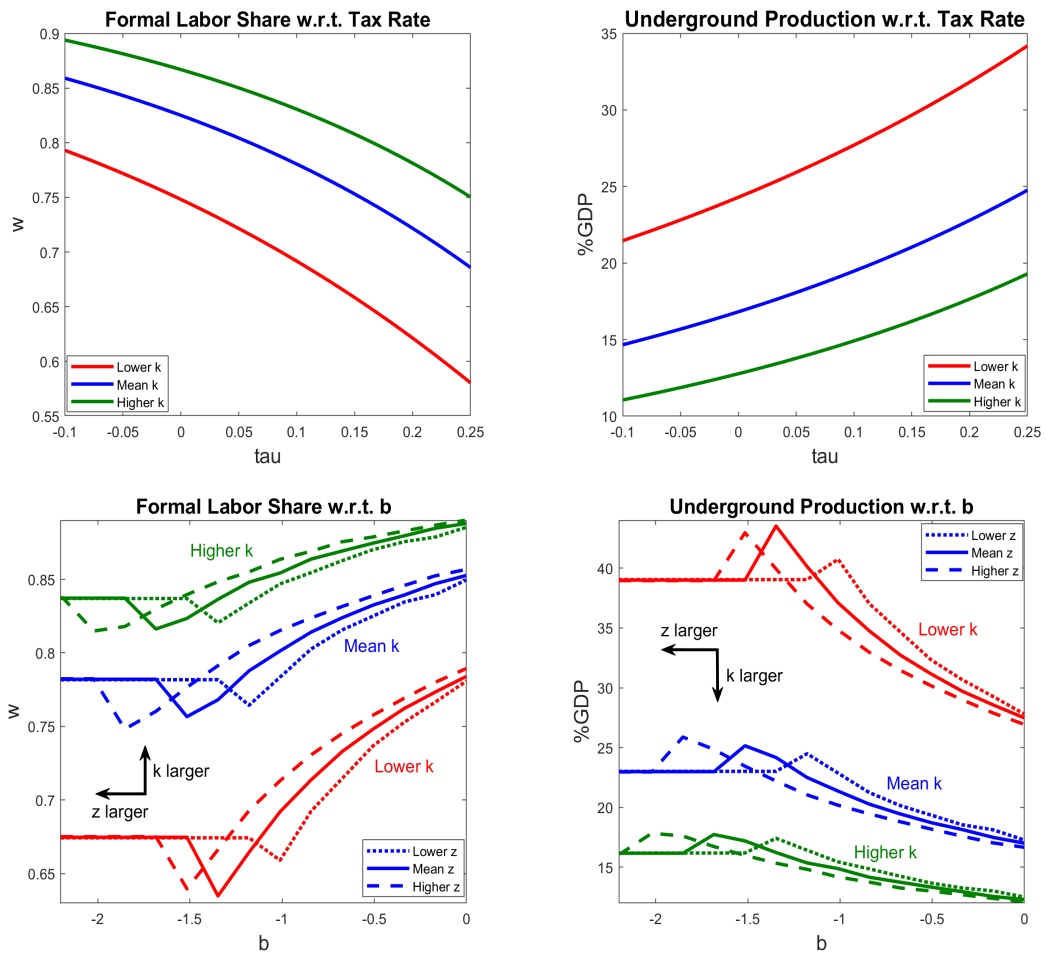 Formal Labor Share w.r.t. Tax Rate
0.9
0.85
0.8
0.75
0.7
0.65
0.6
0.55
w
Lower k
Mean k
Higher k
-0.1 -0.05 0 0.05 0.1 0.15 0.2 0.25
tau
Underground Production w.r.t. Tax Rate
35
30
25
20
15
10
%GDP
Lower k
Mean k
Higher k
-0.1 -0.05 0 0.05 0.1 0.15 0.2 0.25
tau
Formal Labor Share w.r.t. b
0.85
0.8
0.75
0.7
0.65
w
Higher k
Mean k
k larger
z larger
Lower k
Lower z
Mean z
Higher z
-2 -1.5 -1 -0.5 0
b
Underground Production w.r.t. b
40
35
30
25
20
15
%GDP
Lower z
Mean z
Higher z
Lower k
z larger
k larger
Mean k
Higher k
-2 -1.5 -1 -0.5 0
b